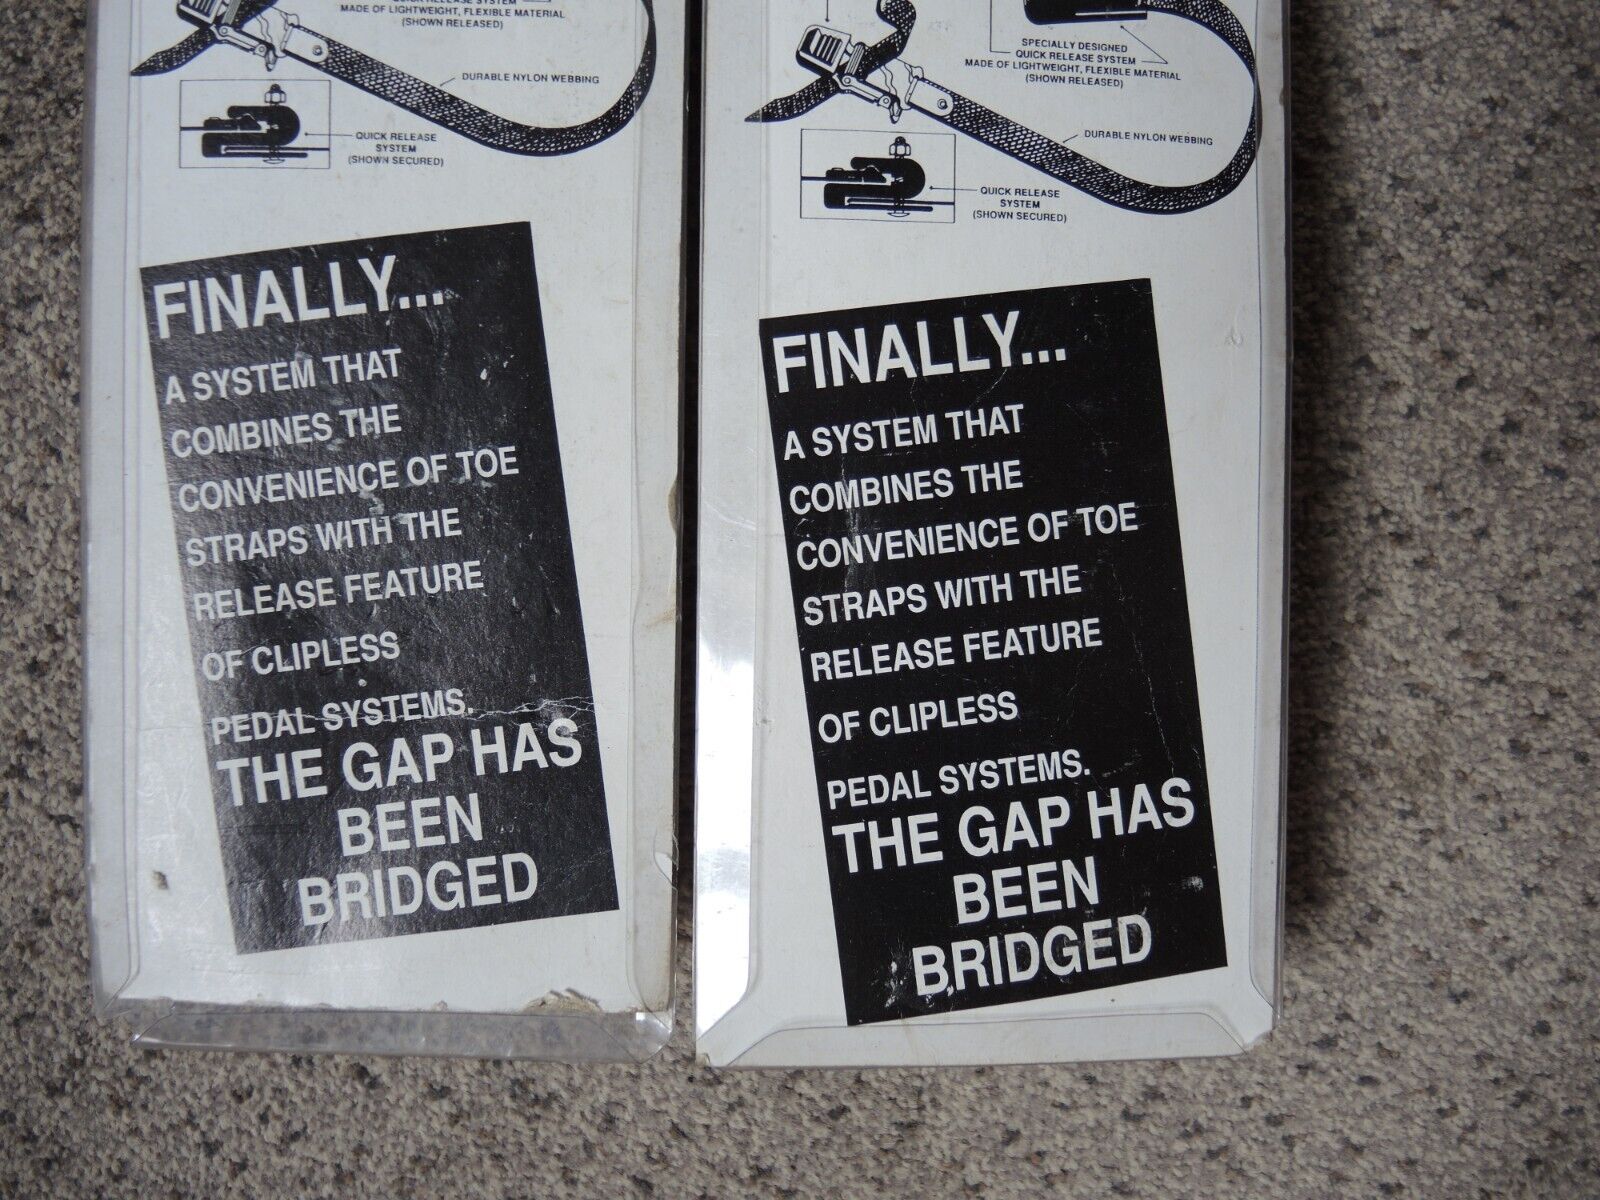 QUICK RELEASE SYSTEM
MADE OF LIGHTWEIGHT, FLEXIBLE MATERIAL
(SHOWN RELEASED)
DURABLE NYLON WEBBING
QUICK RELEASE
SYSTEM
(SHOWN SECURED)
FINALLY...
A SYSTEM THAT
COMBINES THE
CONVENIENCE OF TOE
STRAPS WITH THE
RELEASE FEATURE
OF CLIPLESS
PEDAL SYSTEMS.
THE GAP HAS
BEEN
BRIDGED
SPECIALLY DESIGNED
QUICK RELEASE SYSTEM
MADE OF LIGHTWEIGHT, FLEXIBLE MATERIAL
(SHOWN RELEASED)
DURABLE NYLON WEBBING
QUICK RELEASE
SYSTEM
(SHOWN SECURED)
FINALLY...
A SYSTEM THAT
COMBINES THE
CONVENIENCE OF TOE
STRAPS WITH THE
RELEASE FEATURE
OF CLIPLESS
PEDAL SYSTEMS.
THE GAP HAS
BEEN
BRIDGED